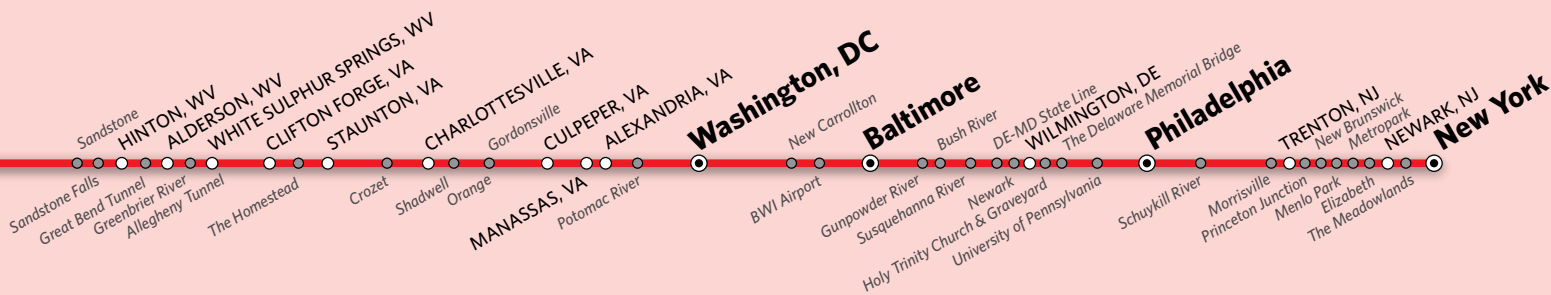 Sandstone Falls
Sandstone
HINTON, WV
Great Bend Tunnel
ALDERSON, WV
Greenbrier River
WHITE SULPHUR SPRINGS, WV
Allegheny Tunnel
CLIFTON FORGE, VA
The Homestead
STAUNTON, VA
Crozet
CHARLOTTESVILLE, VA
Shadwell
Gordonsville
Orange
CULPEPER, VA
MANASSAS, VA
ALEXANDRIA, VA
Potomac River
Washington, DC
New Carrollton
BWI Airport
Baltimore
Gunpowder River
Bush River
Susquehanna River
DE-MD State Line
Newark
WILMINGTON, DE
Holy Trinity Church & Graveyard
The Delaware Memorial Bridge
University of Pennsylvania
Philadelphia
Schuykill River
Morrisville
TRENTON, NJ
Princeton Junction
New Brunswick
Menlo Park
Metropark
Elizabeth
NEWARK, NJ
The Meadowlands
New York